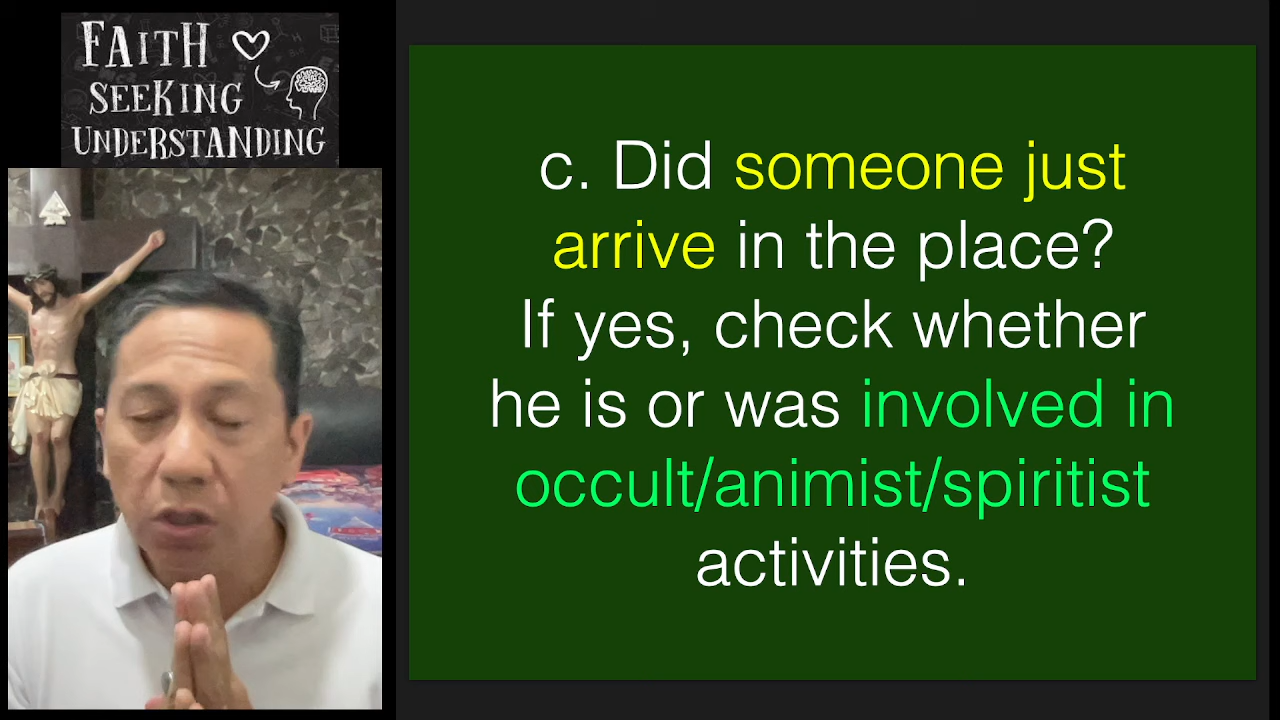 FAITH
SEEKING
UNDERSTANDING
c. Did someone just
arrive in the place?
If yes, check whether
he is or was involved in
occult/animist/spiritist
activities.